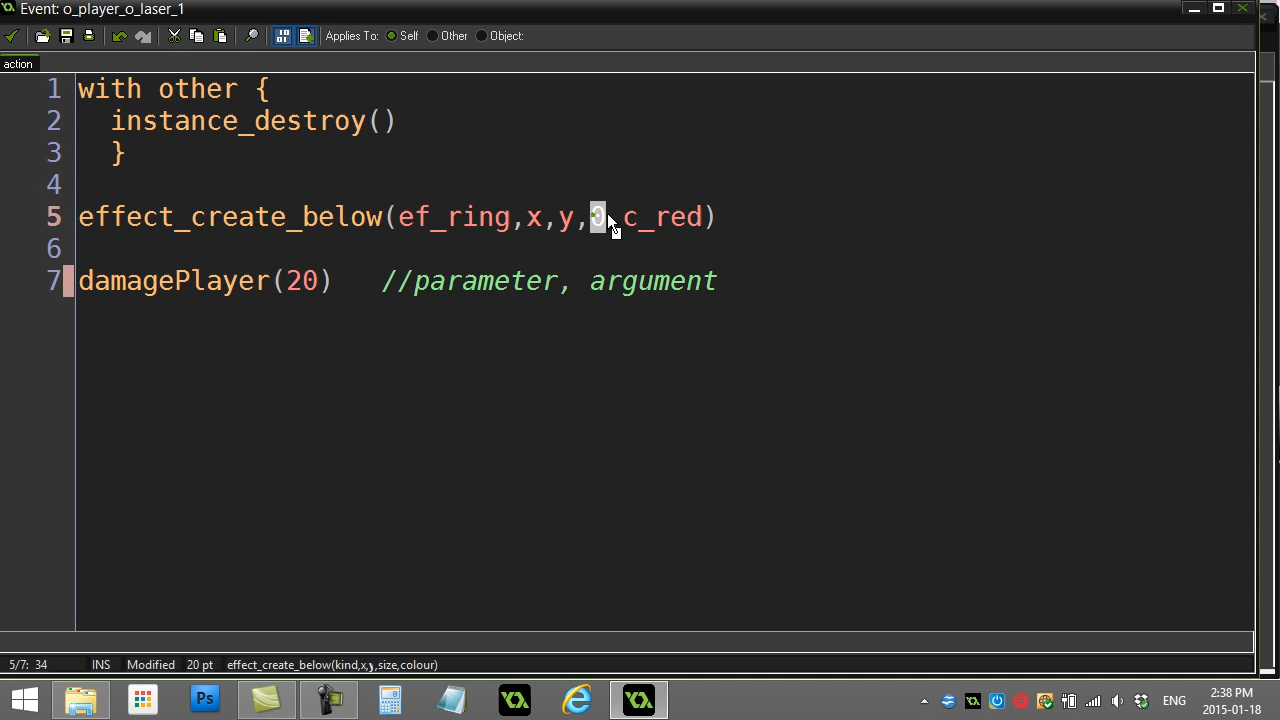 Event: o_player_o_laser_1
Applies To: Self Other Object:
action
1 with other {
2 instance_destroy()
3 }
4
5 effect_create_below(ef_ring,x,y,0,c_red)
6
7 damagePlayer(20) //parameter, argument
5/7: 34 INS Modified 20 pt effect_create_below(kind,x,y,size,colour)
Ps
ENG
2:38 PM
2015-01-18